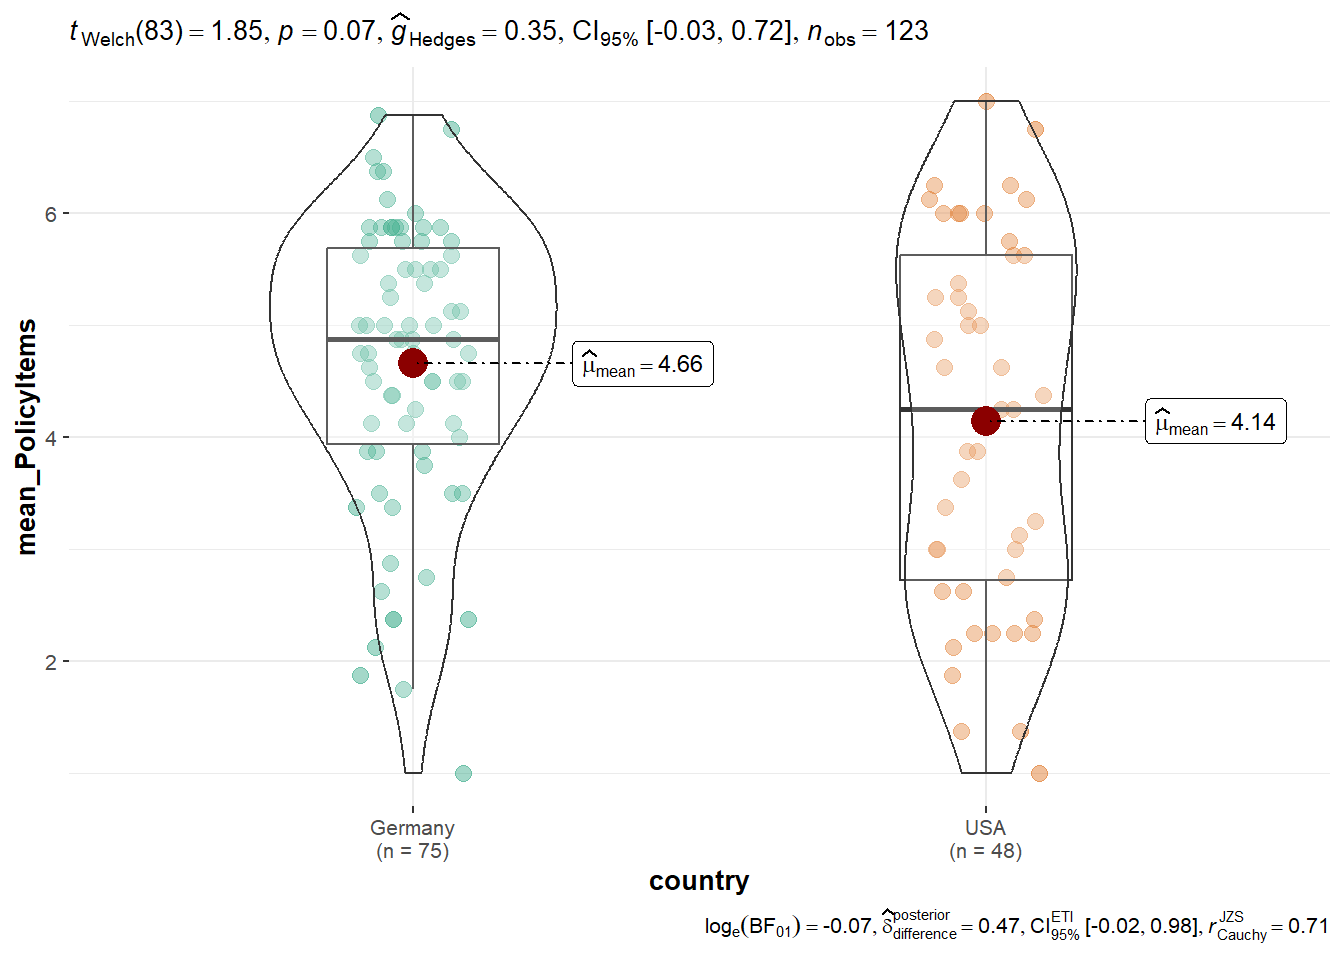 t Welch(83) = 1.85, p = 0.07, ĝ Hedges = 0.35, CI95% [-0.03, 0.72], nobs = 123
mean_PolicyItems
6
4
2
μ̂mean = 4.66
μ̂mean = 4.14
Germany
(n = 75)
USA
(n = 48)
country
loge(BF01) = -0.07, δ̂ posterior difference = 0.47, CI ETI 95% [-0.02, 0.98], r JZS Cauchy = 0.71